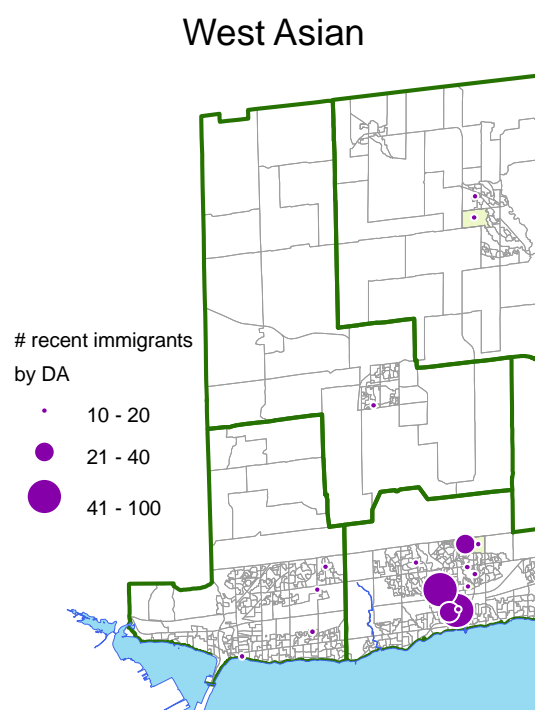 West Asian
# recent immigrants
by DA
10 - 20
21 - 40
41 - 100